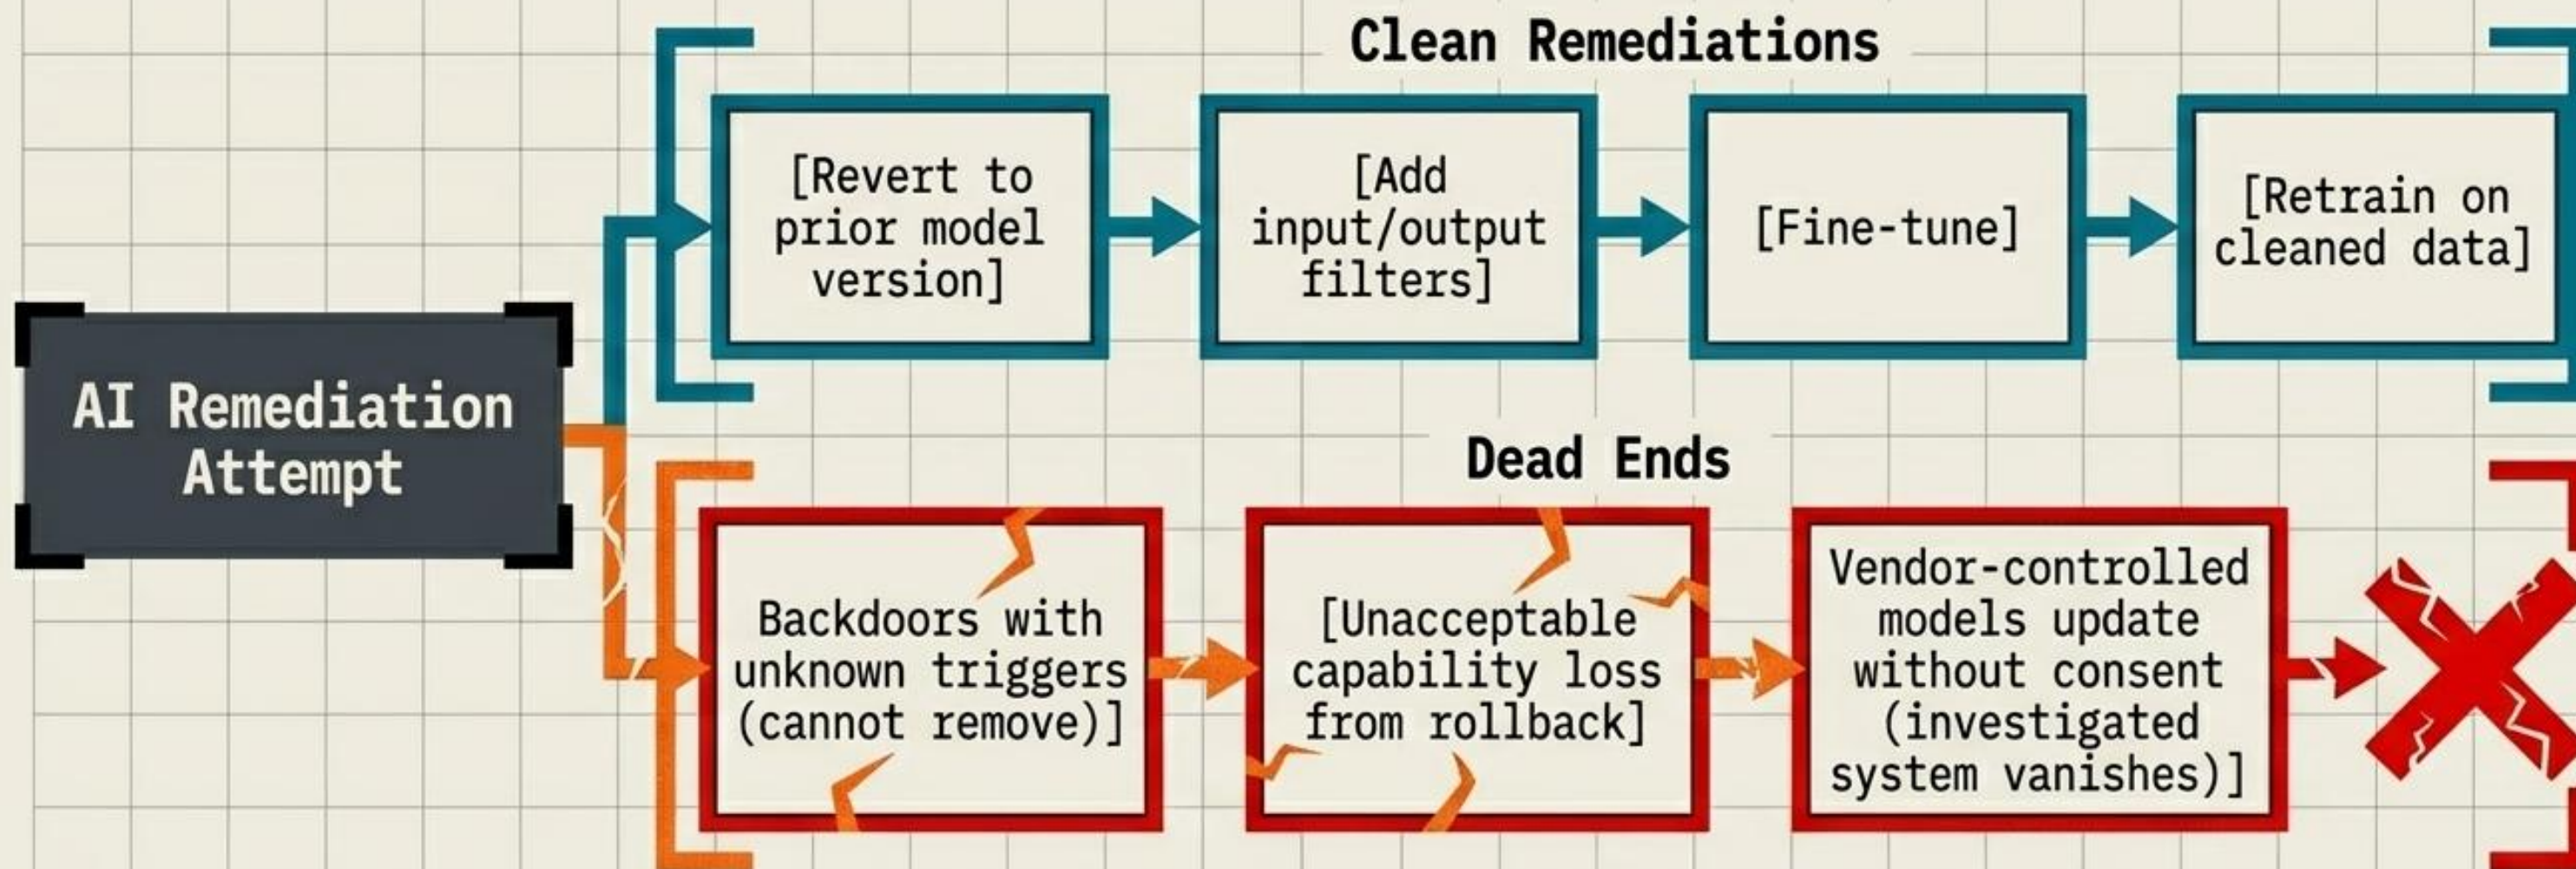 Clean Remediations
[Revert to
prior model
version]
[Add
input/output
filters]
[Fine-tune]
[Retrain on
cleaned data]
AI Remediation
Attempt
Dead Ends
Backdoors with
unknown triggers
(cannot remove)]
[Unacceptable
capability loss
from rollback]
Vendor-controlled
models update
without consent
(investigated
system vanishes)]